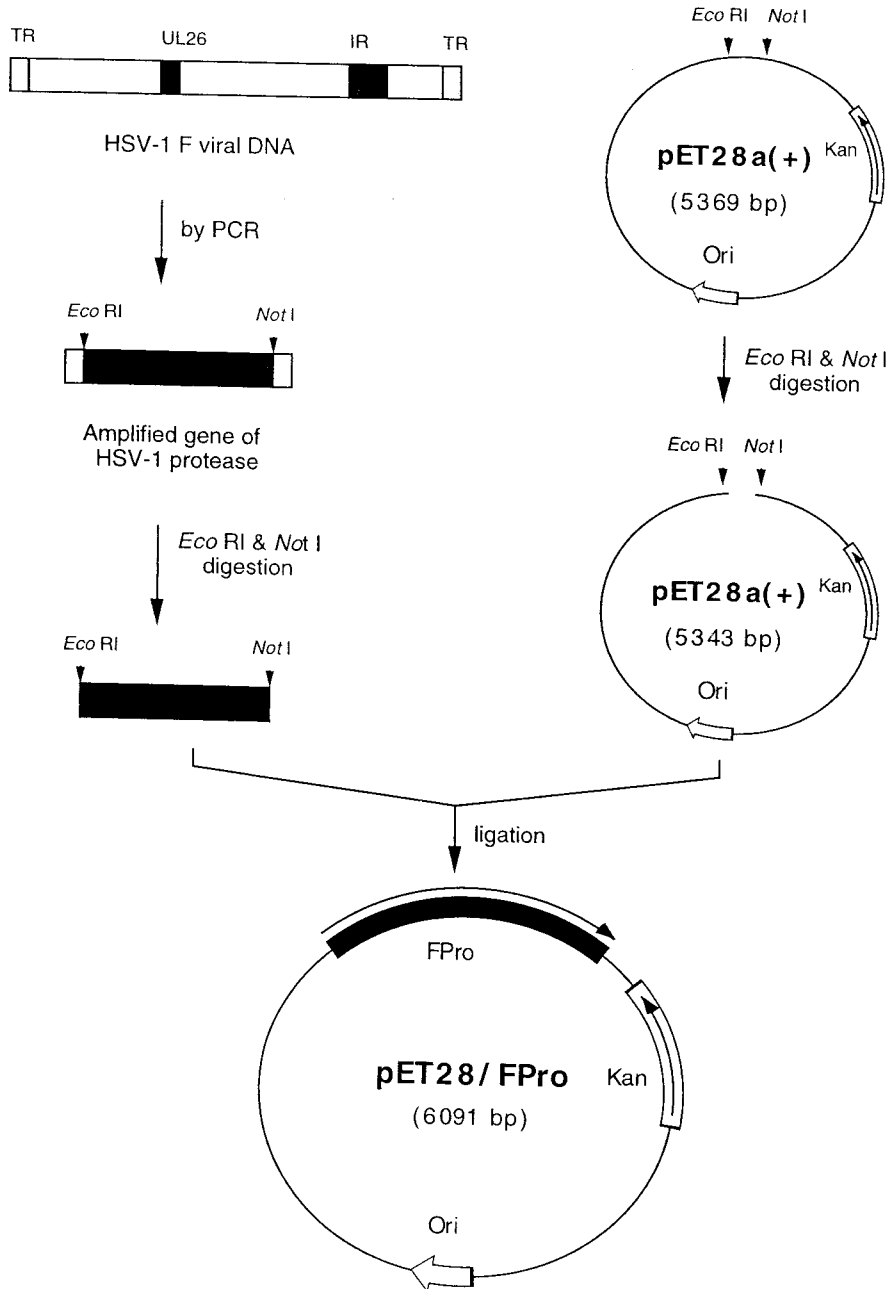 TR UL26 IR TR
HSV-1 F viral DNA
by PCR
Eco RI Not I
Amplified gene of
HSV-1 protease
Eco RI & Not I
digestion
Eco RI Not I
Eco RI Not I
pET28a(+)
Kan
(5369 bp)
Ori
Eco RI & Not I
digestion
Eco RI Not I
pET28a(+)
Kan
(5343 bp)
Ori
ligation
FPro
pET28/ FPro
Kan
(6091 bp)
Ori